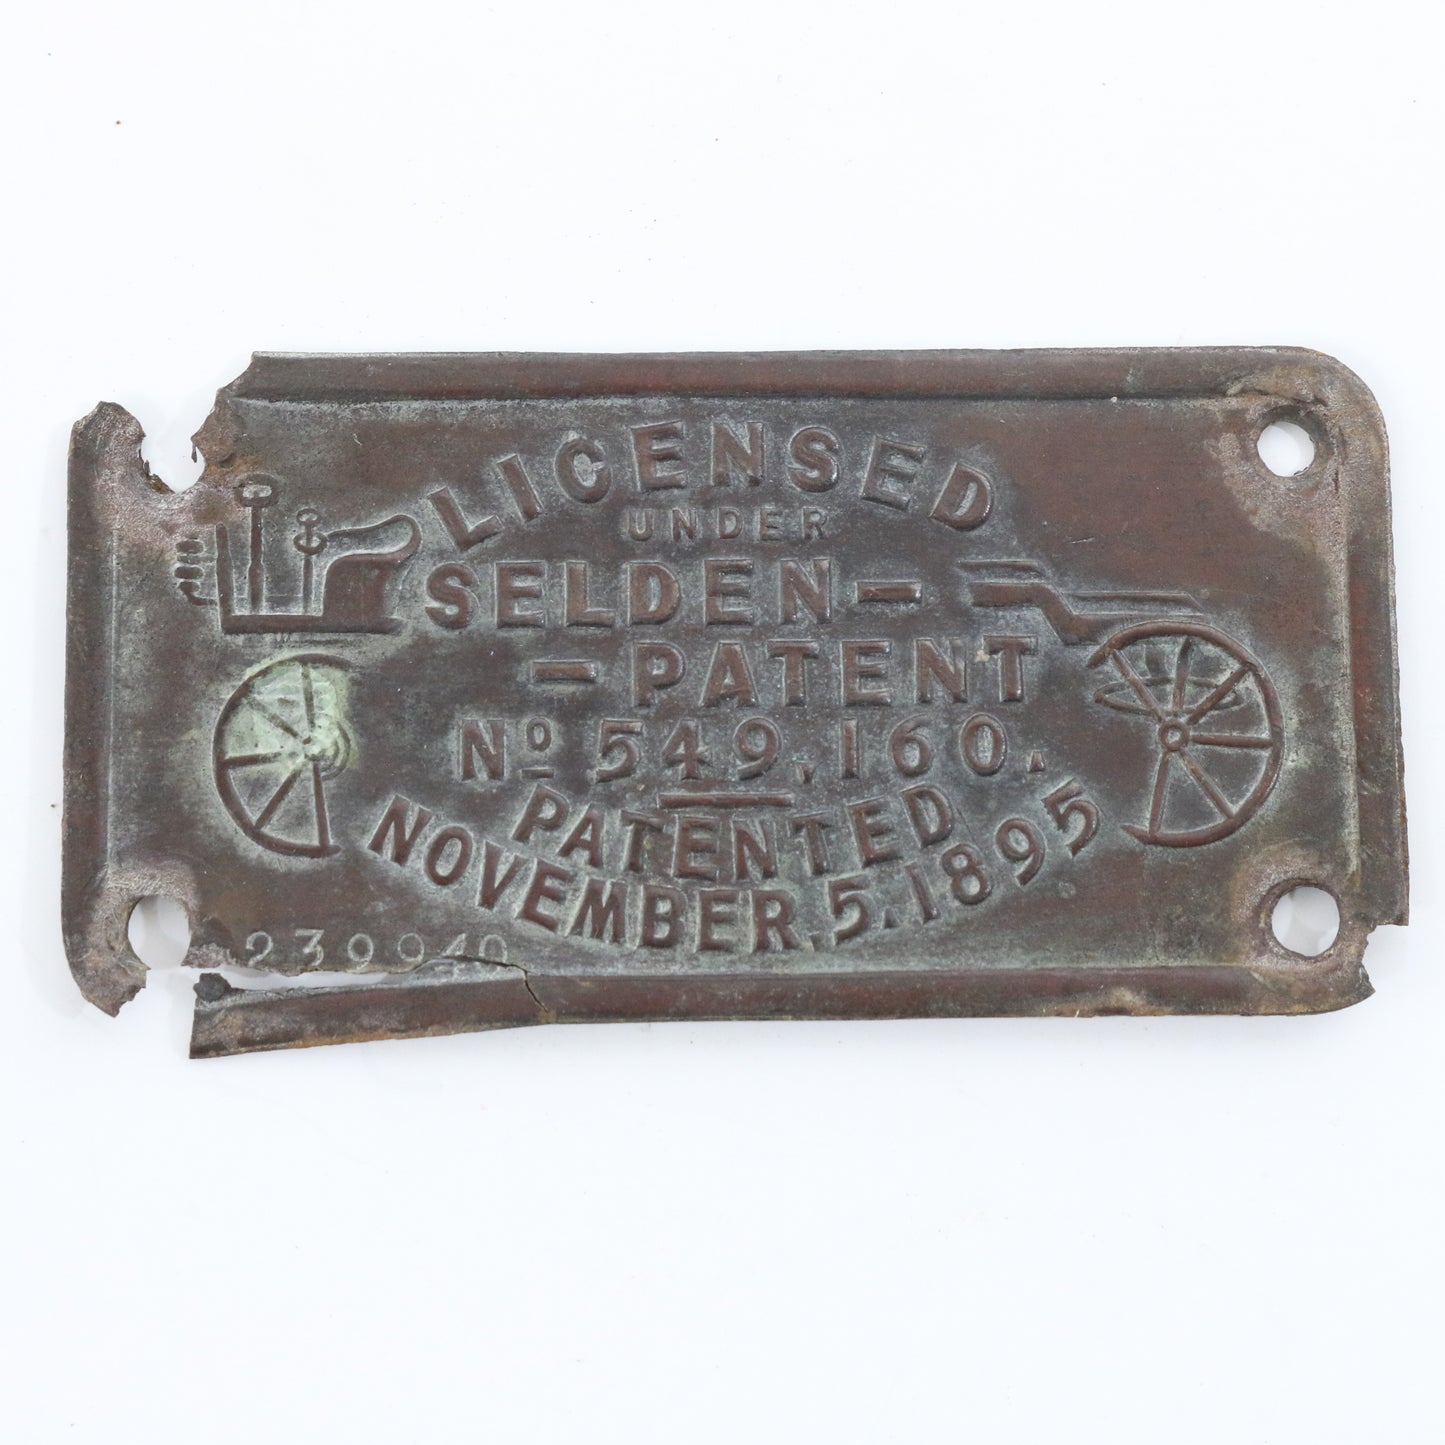 LICENSED
UNDER
SELDEN —
— PATENT
No 549,160.
PATENTED
NOVEMBER, 5, 1895